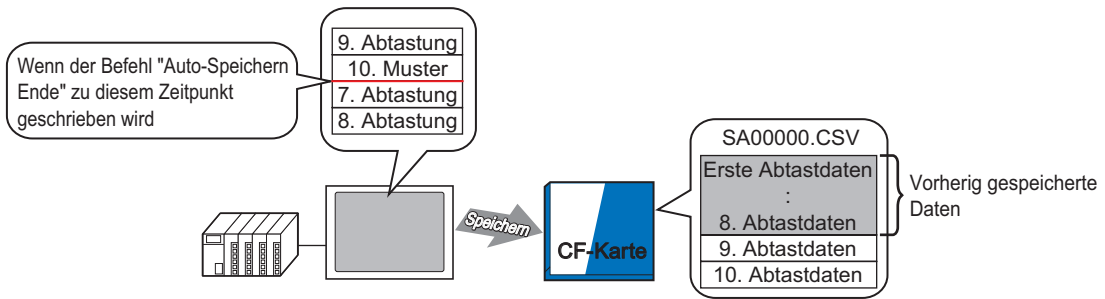 Wenn der Befehl "Auto-Speichern
Ende" zu diesem Zeitpunkt
geschrieben wird
9. Abtastung
10. Muster
7. Abtastung
8. Abtastung
Speichern
CF-Karte
SA00000.CSV
Erste Abtastdaten
:
8. Abtastdaten
9. Abtastdaten
10. Abtastdaten
Vorherig gespeicherte
Daten